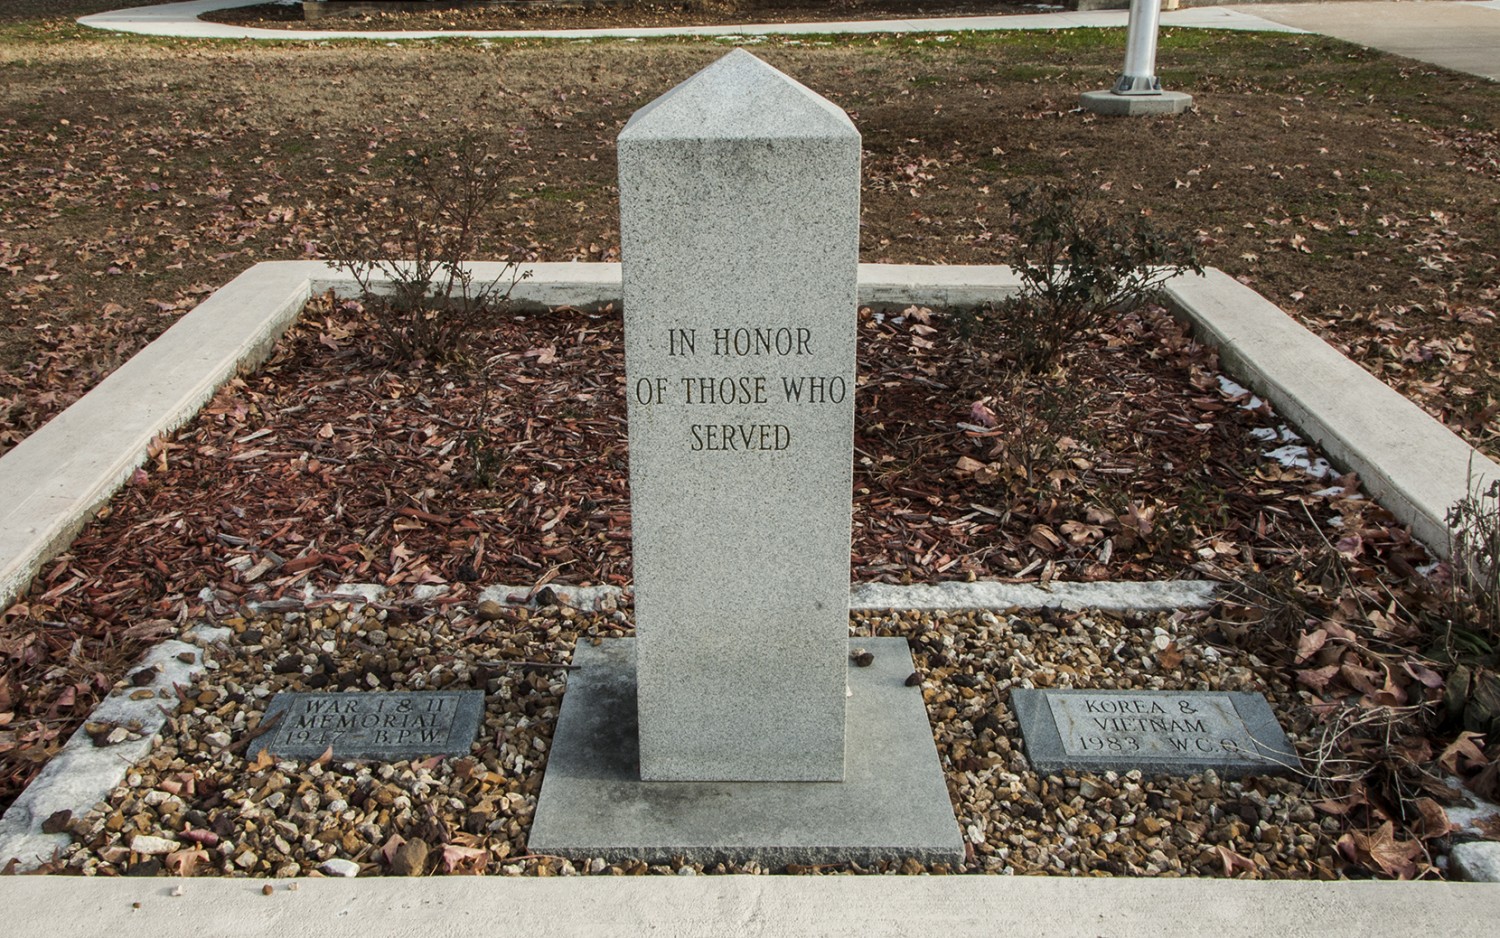 IN HONOR
OF THOSE WHO
SERVED
WAR I & II
MEMORIAL
1947 - B.P.W.
KOREA &
VIETNAM
1983 W.C.O.